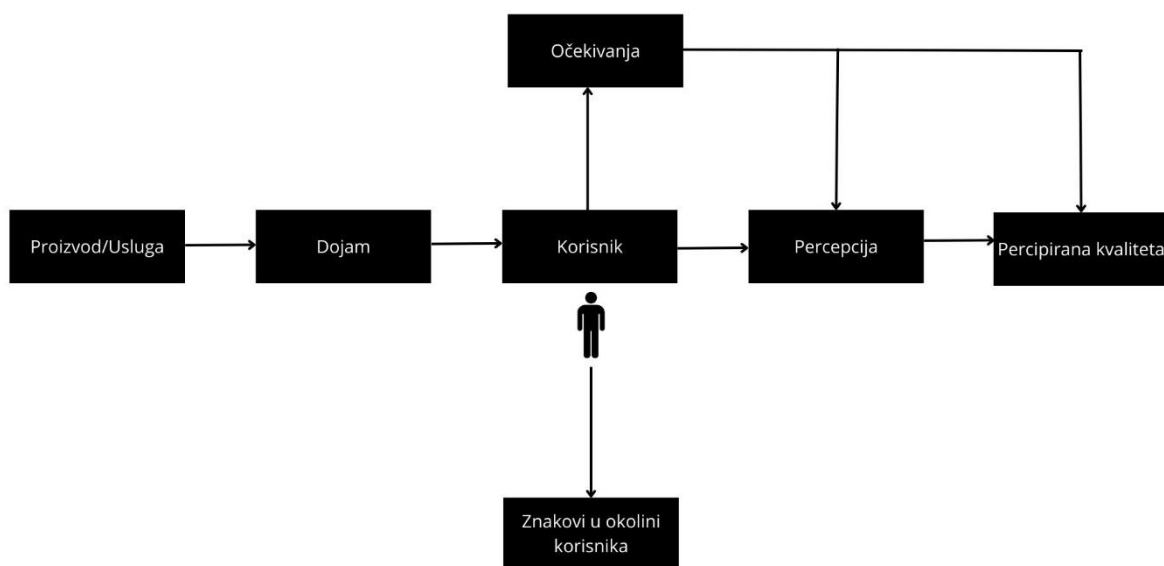 Očekivanja
Proizvod/Usluga
Dojam
Korisnik
Percepcija
Percipirana kvaliteta
Znakovi u okolini
korisnika